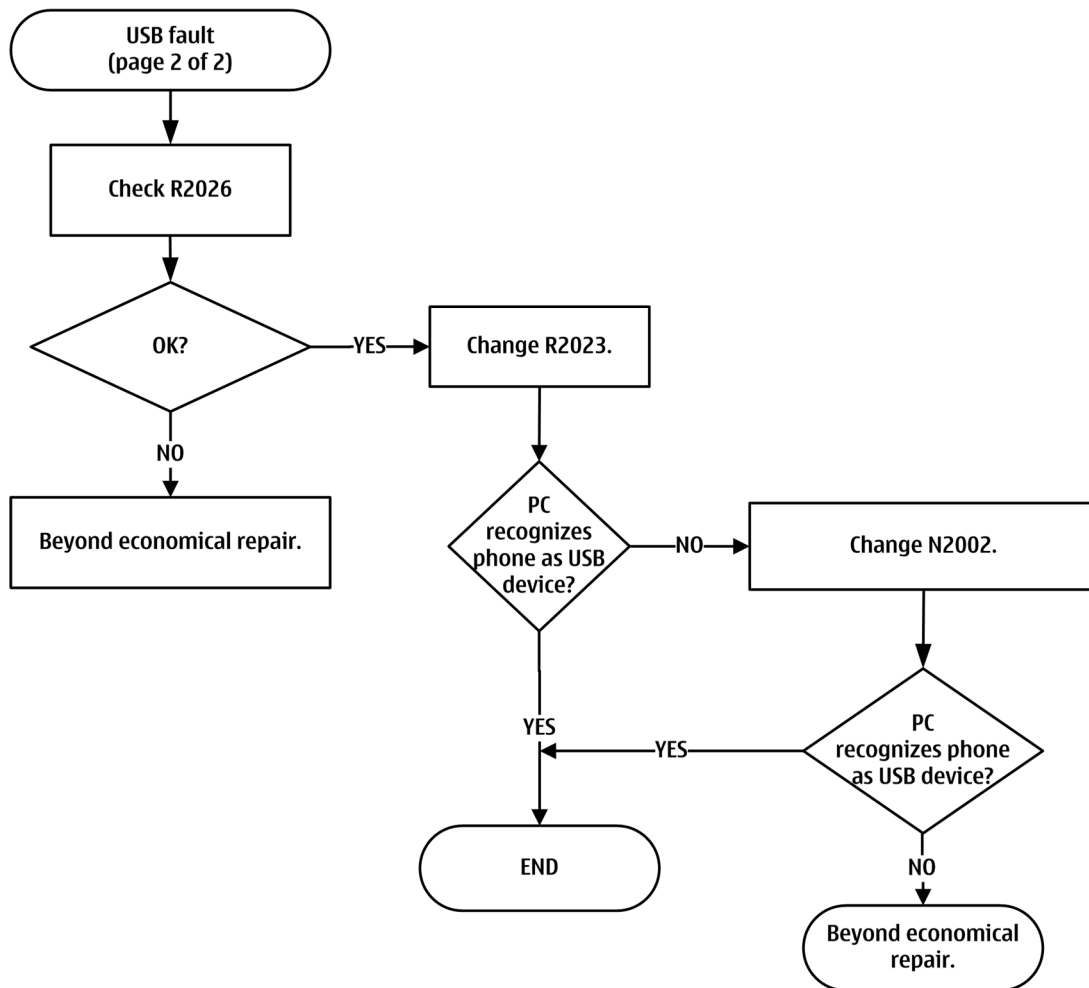 USB fault
(page 2 of 2)
Check R2026
OK?
YES
Change R2023.
NO
Beyond economical repair.
PC
recognizes
phone as USB
device?
NO
Change N2002.
YES
PC
recognizes phone
as USB device?
YES
END
NO
Beyond economical
repair.